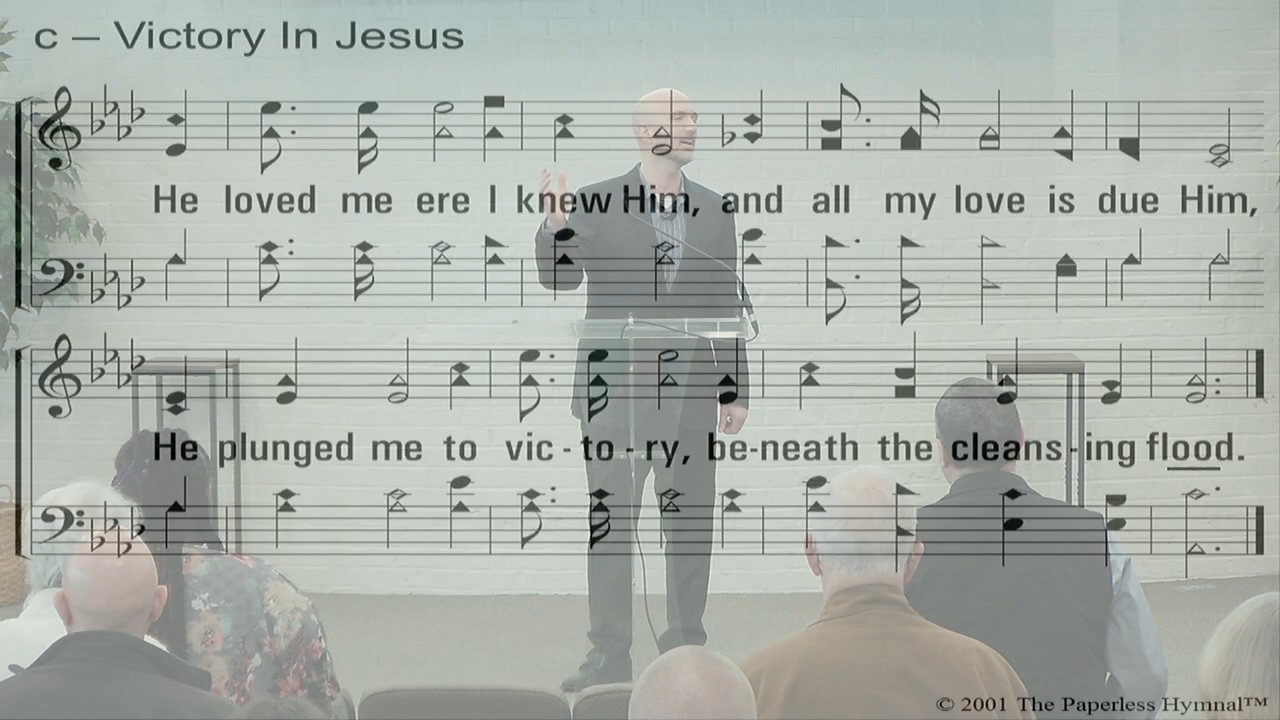 c – Victory In Jesus
He loved me ere I knew Him, and all my love is due Him,
He plunged me to vic - to - ry, be-neath the cleans - ing flood.
© 2001 The Paperless Hymnal™